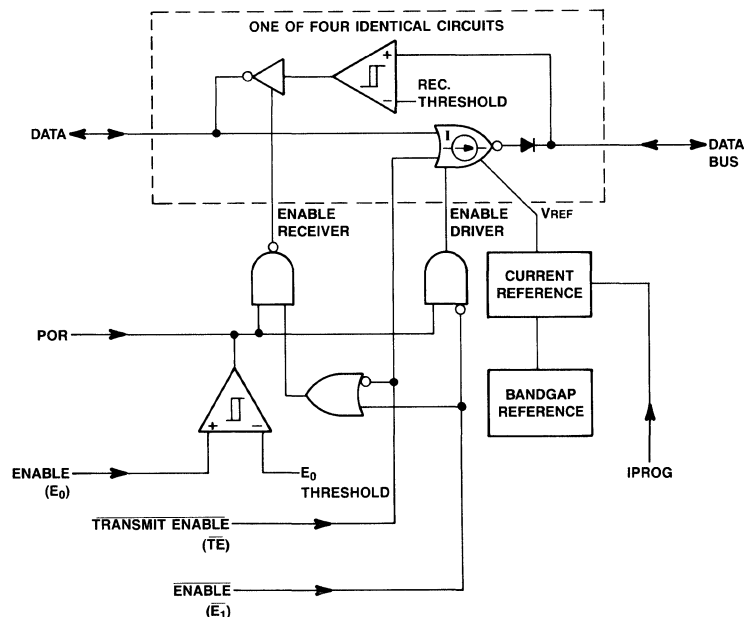 ONE OF FOUR IDENTICAL CIRCUITS
+
REC.
THRESHOLD
−
DATA
I
DATA
BUS
ENABLE
RECEIVER
ENABLE
DRIVER
VREF
CURRENT
REFERENCE
POR
BANDGAP
REFERENCE
+ −
ENABLE
(E0)
E0
THRESHOLD
IPROG
TRANSMIT ENABLE
(TE)
ENABLE
(E1)